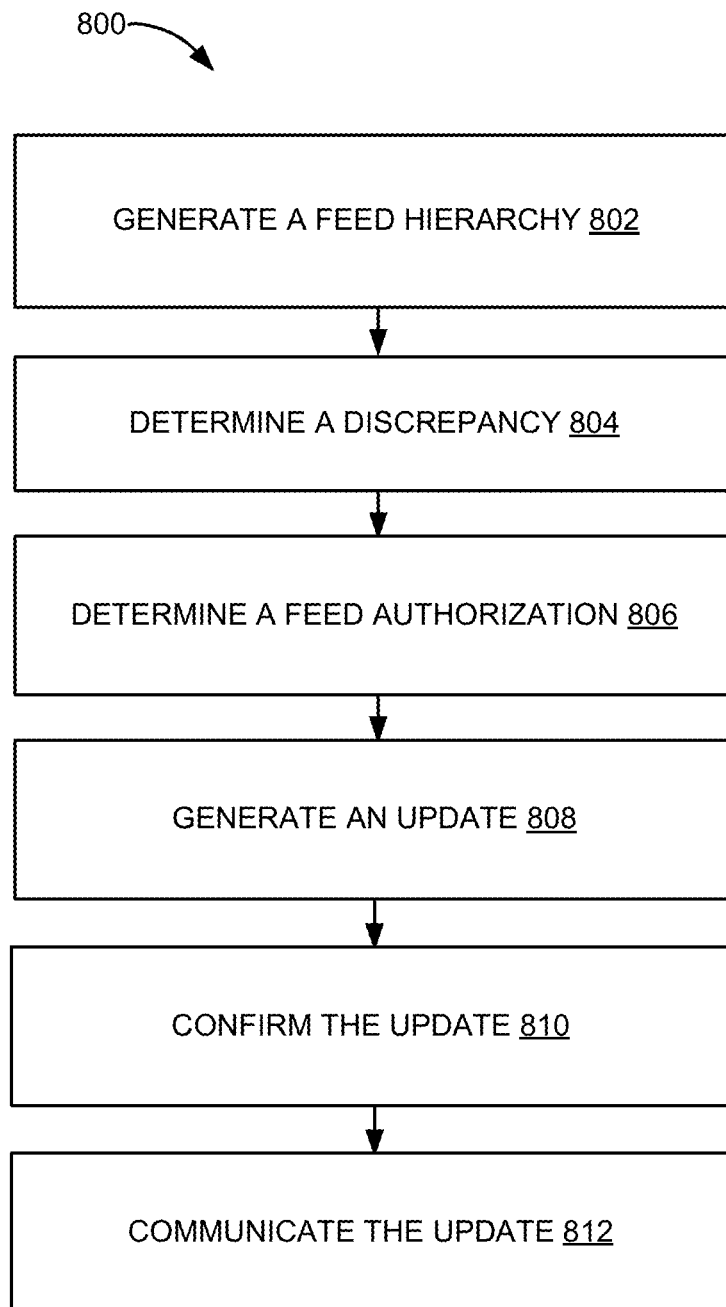 800
GENERATE A FEED HIERARCHY 802
DETERMINE A DISCREPANCY 804
DETERMINE A FEED AUTHORIZATION 806
GENERATE AN UPDATE 808
CONFIRM THE UPDATE 810
COMMUNICATE THE UPDATE 812